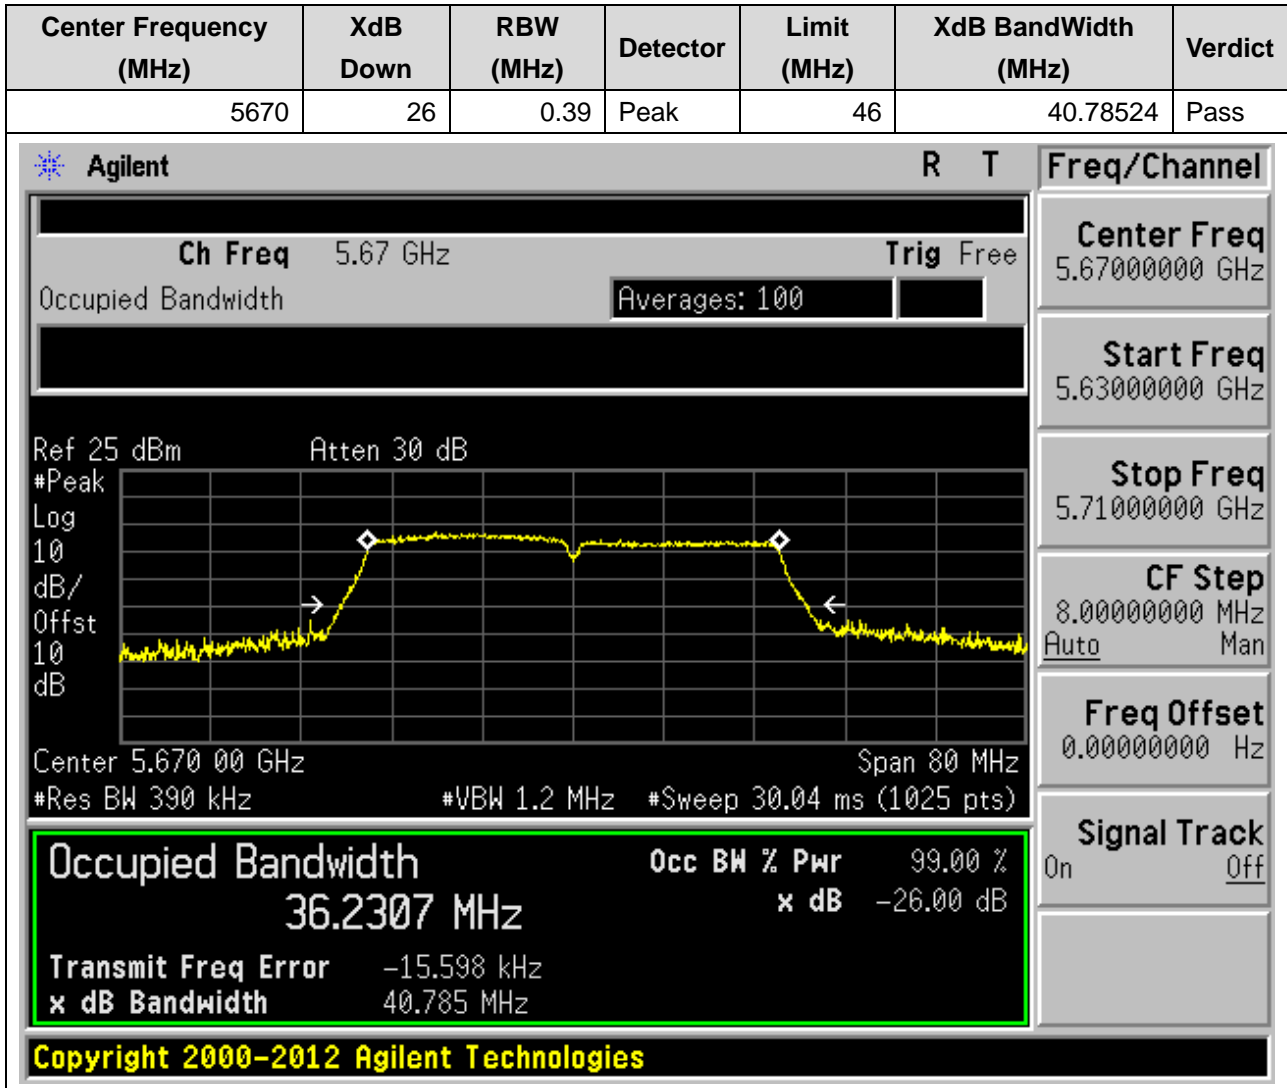 Center Frequency (MHz) XdB Down RBW (MHz) Detector Limit (MHz) XdB BandWidth (MHz) Verdict
5670 26 0.39 Peak 46 40.78524 Pass
Agilent R T Freq/Channel
Ch Freq 5.67 GHz Trig Free
Occupied Bandwidth Averages: 100
Center Freq
5.67000000 GHz
Start Freq
5.63000000 GHz
Stop Freq
5.71000000 GHz
CF Step
8.00000000 MHz
Auto Man
Freq Offset
0.00000000 Hz
Signal Track
On Off
Ref 25 dBm Atten 30 dB
#Peak
Log
10
dB/
Offst
10
dB
Center 5.670 00 GHz Span 80 MHz
#Res BW 390 kHz #VBW 1.2 MHz #Sweep 30.04 ms (1025 pts)
Occupied Bandwidth Occ BW % Pwr 99.00 %
36.2307 MHz x dB -26.00 dB
Transmit Freq Error -15.598 kHz
x dB Bandwidth 40.785 MHz
Copyright 2000-2012 Agilent Technologies